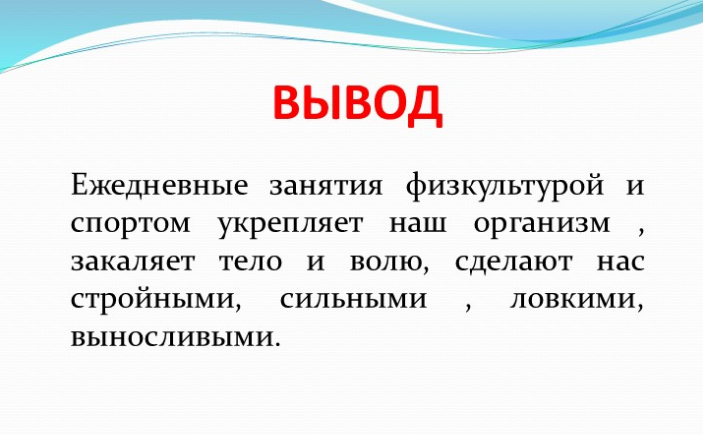 ВЫВОД
Ежедневные занятия физкультурой и
спортом укрепляет наш организм ,
закаляет тело и волю, сделают нас
стройными, сильными , ловкими,
выносливыми.